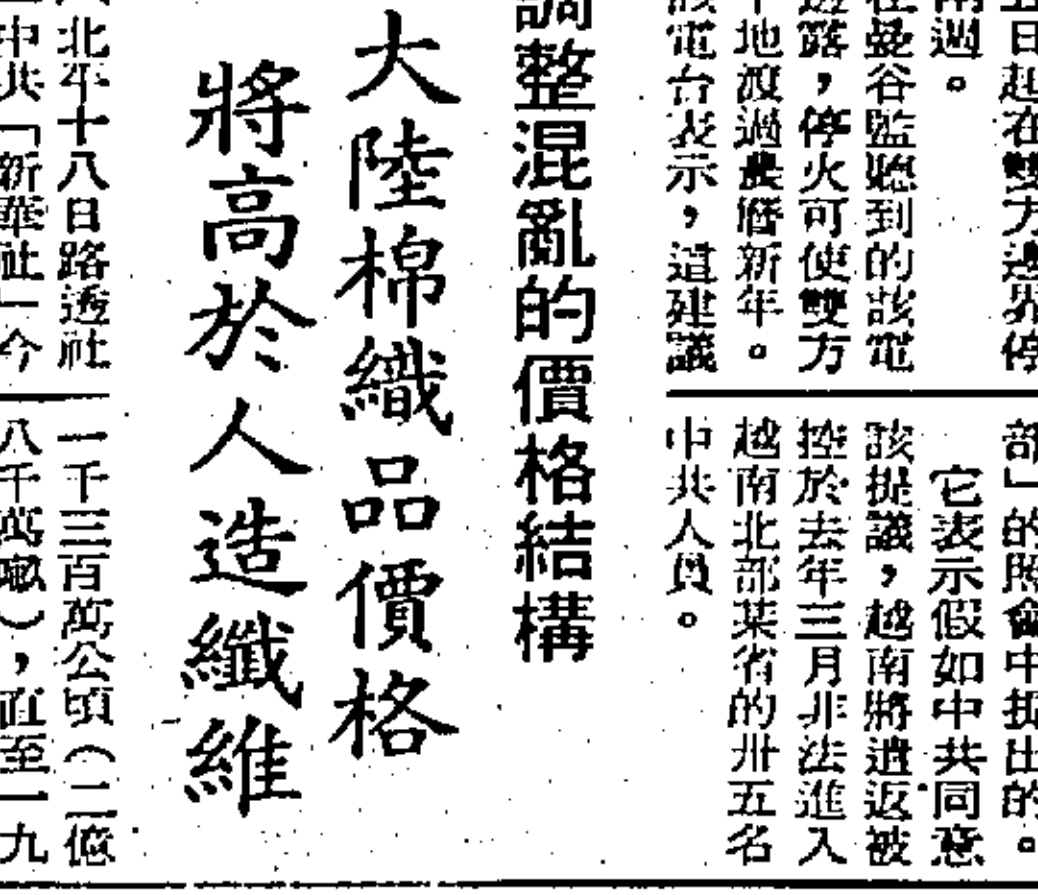 五日起在雙方邊界停
兩週。
在曼谷監聽到的該電
透露，停火可使雙方
平地渡過農曆新年。
該電台表示，這建議
部」的照會中提出的。
它表示假如中共同意
該提議，越南將遣返被
控於去年三月非法進入
越南北部某省的卅五名
中共人員。
調整混亂的價格結構
大陸棉織品價格
將高於人造纖維
北平十八日路透社
中共「新華社」今
一千三百萬公頃（二億
八千萬畝），直至一九